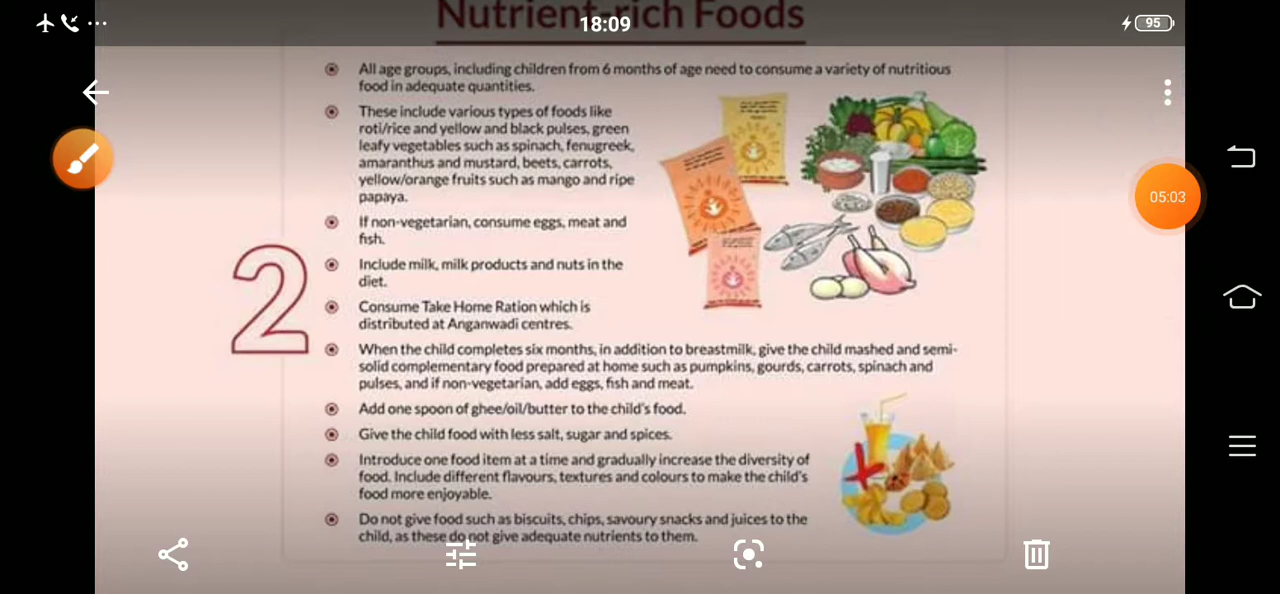 18:09
95
Nutrient-rich Foods
All age groups, including children from 6 months of age need to consume a variety of nutritious
food in adequate quantities.
These include various types of foods like
roti/rice and yellow and black pulses, green
leafy vegetables such as spinach, fenugreek,
amaranthus and mustard, beets, carrots,
yellow/orange fruits such as mango and ripe
papaya.
If non-vegetarian, consume eggs, meat and
fish.
Include milk, milk products and nuts in the
diet.
Consume Take Home Ration which is
distributed at Anganwadi centres.
2
When the child completes six months, in addition to breastmilk, give the child mashed and semi-
solid complementary food prepared at home such as pumpkins, gourds, carrots, spinach and
pulses, and if non-vegetarian, add eggs, fish and meat.
Add one spoon of ghee/oil/butter to the child's food.
Give the child food with less salt, sugar and spices.
Introduce one food item at a time and gradually increase the diversity of
food. Include different flavours, textures and colours to make the child's
food more enjoyable.
Do not give food such as biscuits, chips, savoury snacks and juices to the
child, as these do not give adequate nutrients to them.
05:03